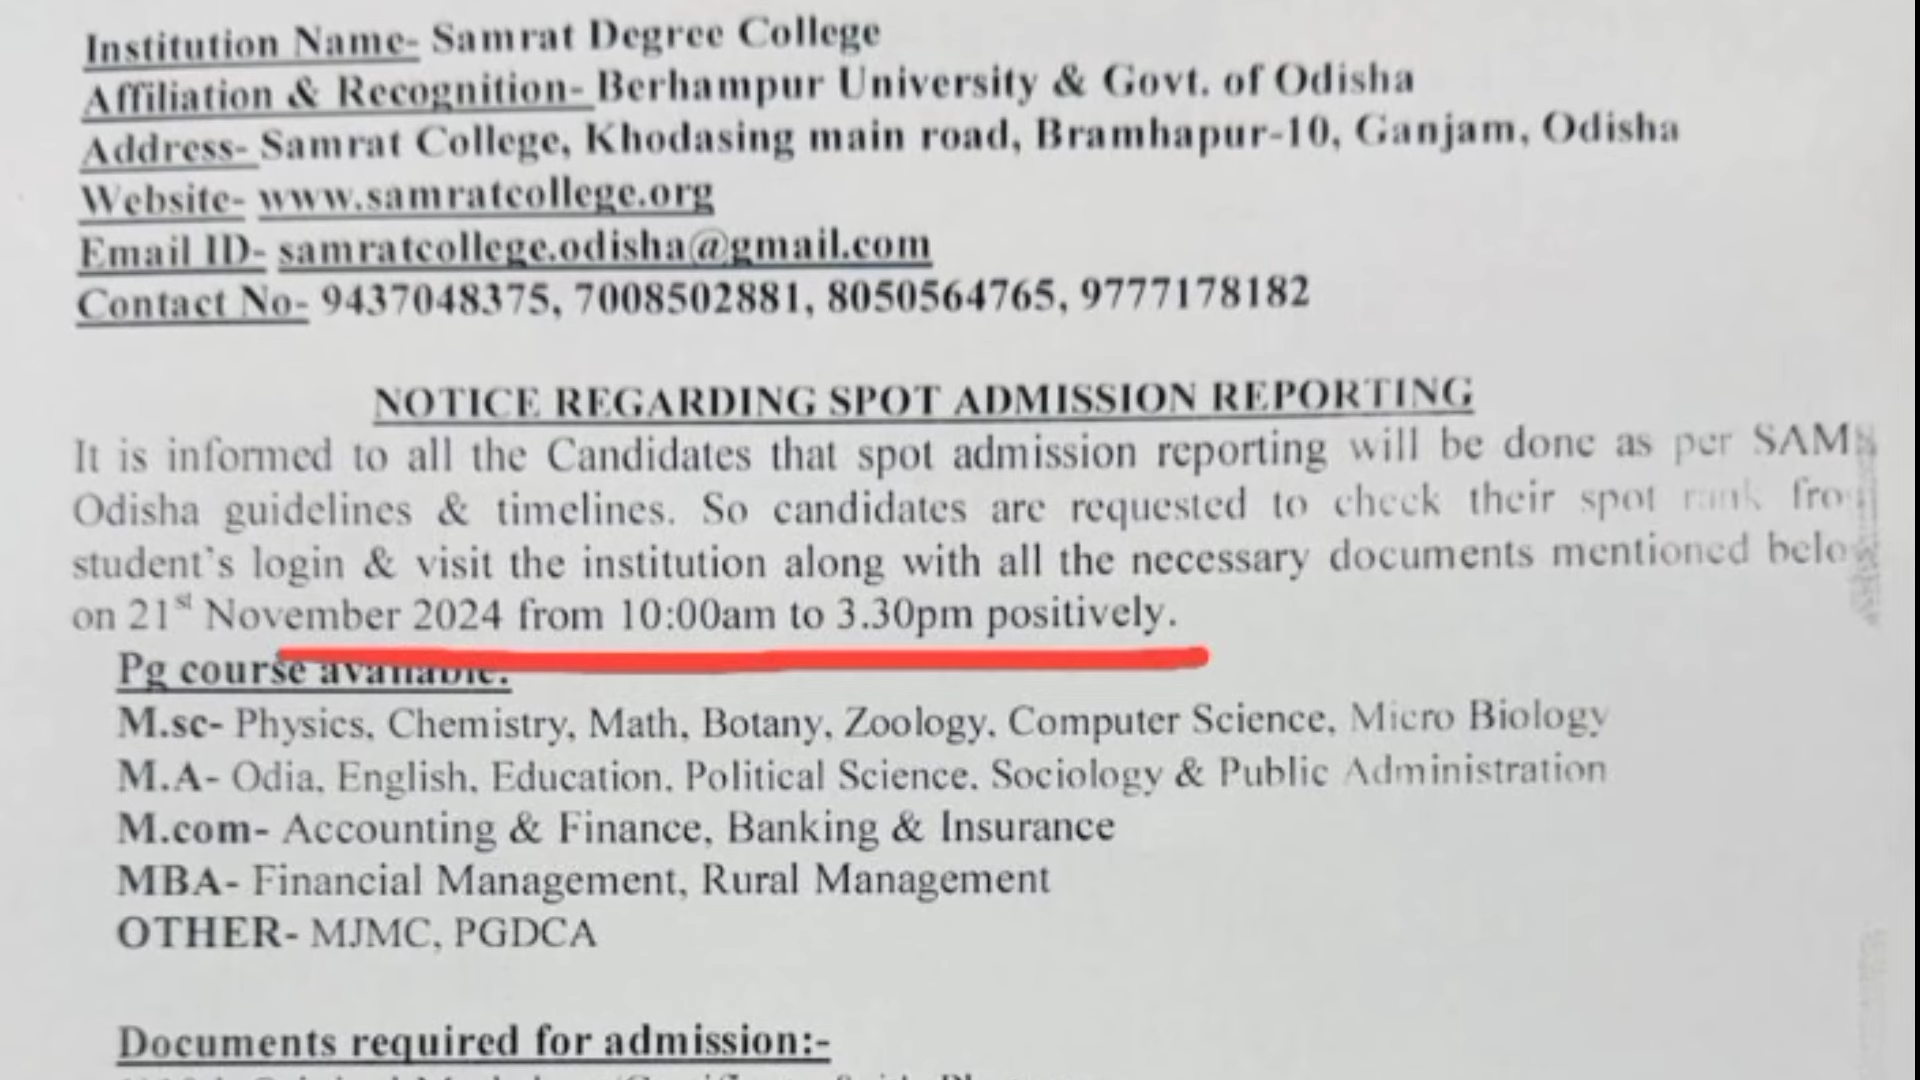 Institution Name- Samrat Degree College
Affiliation & Recognition- Berhampur University & Govt. of Odisha
Address- Samrat College, Khodasing main road, Bramhapur-10, Ganjam, Odisha
Website- www.samratcollege.org
Email ID- samratcollege.odisha@gmail.com
Contact No- 9437048375, 7008502881, 8050564765, 9777178182
NOTICE REGARDING SPOT ADMISSION REPORTING
It is informed to all the Candidates that spot admission reporting will be done as per SAMS
Odisha guidelines & timelines. So candidates are requested to check their spot rank fro
student's login & visit the institution along with all the necessary documents mentioned belo
on 21st November 2024 from 10:00am to 3.30pm positively.
Pg course available:
M.sc- Physics, Chemistry, Math, Botany, Zoology, Computer Science, Micro Biology
M.A- Odia, English, Education, Political Science, Sociology & Public Administration
M.com- Accounting & Finance, Banking & Insurance
MBA- Financial Management, Rural Management
OTHER- MJMC, PGDCA
Documents required for admission:-